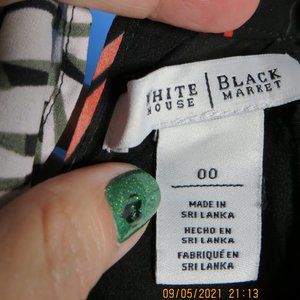 WHITE HOUSE | BLACK MARKET
00
MADE IN
SRI LANKA
HECHO EN
SRI LANKA
FABRIQUÉ EN
SRI LANKA
09/05/2021 21:13